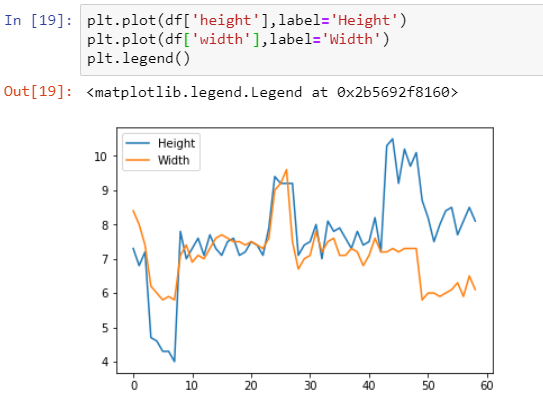 In [19]: plt.plot(df['height'],label='Height')
plt.plot(df['width'],label='Width')
plt.legend()
Out[19]: <matplotlib.legend.Legend at 0x2b5692f8160>
Height
Width
10
9
8
7
6
5
4
0 10 20 30 40 50 60